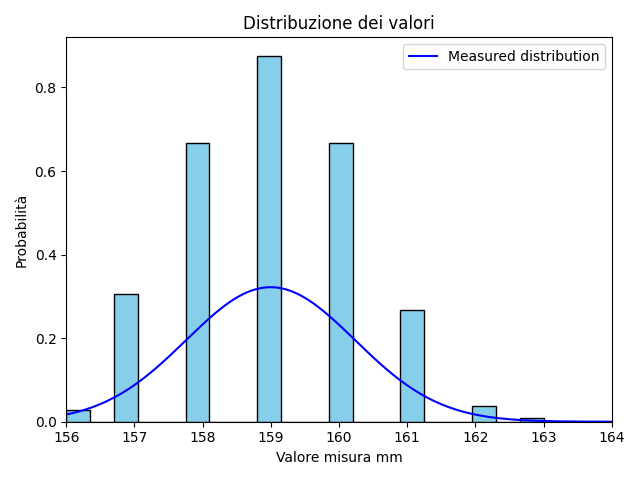 Distribuzione dei valori
Measured distribution
Probabilità
0.8
0.6
0.4
0.2
0.0
156 157 158 159 160 161 162 163 164
Valore misura mm